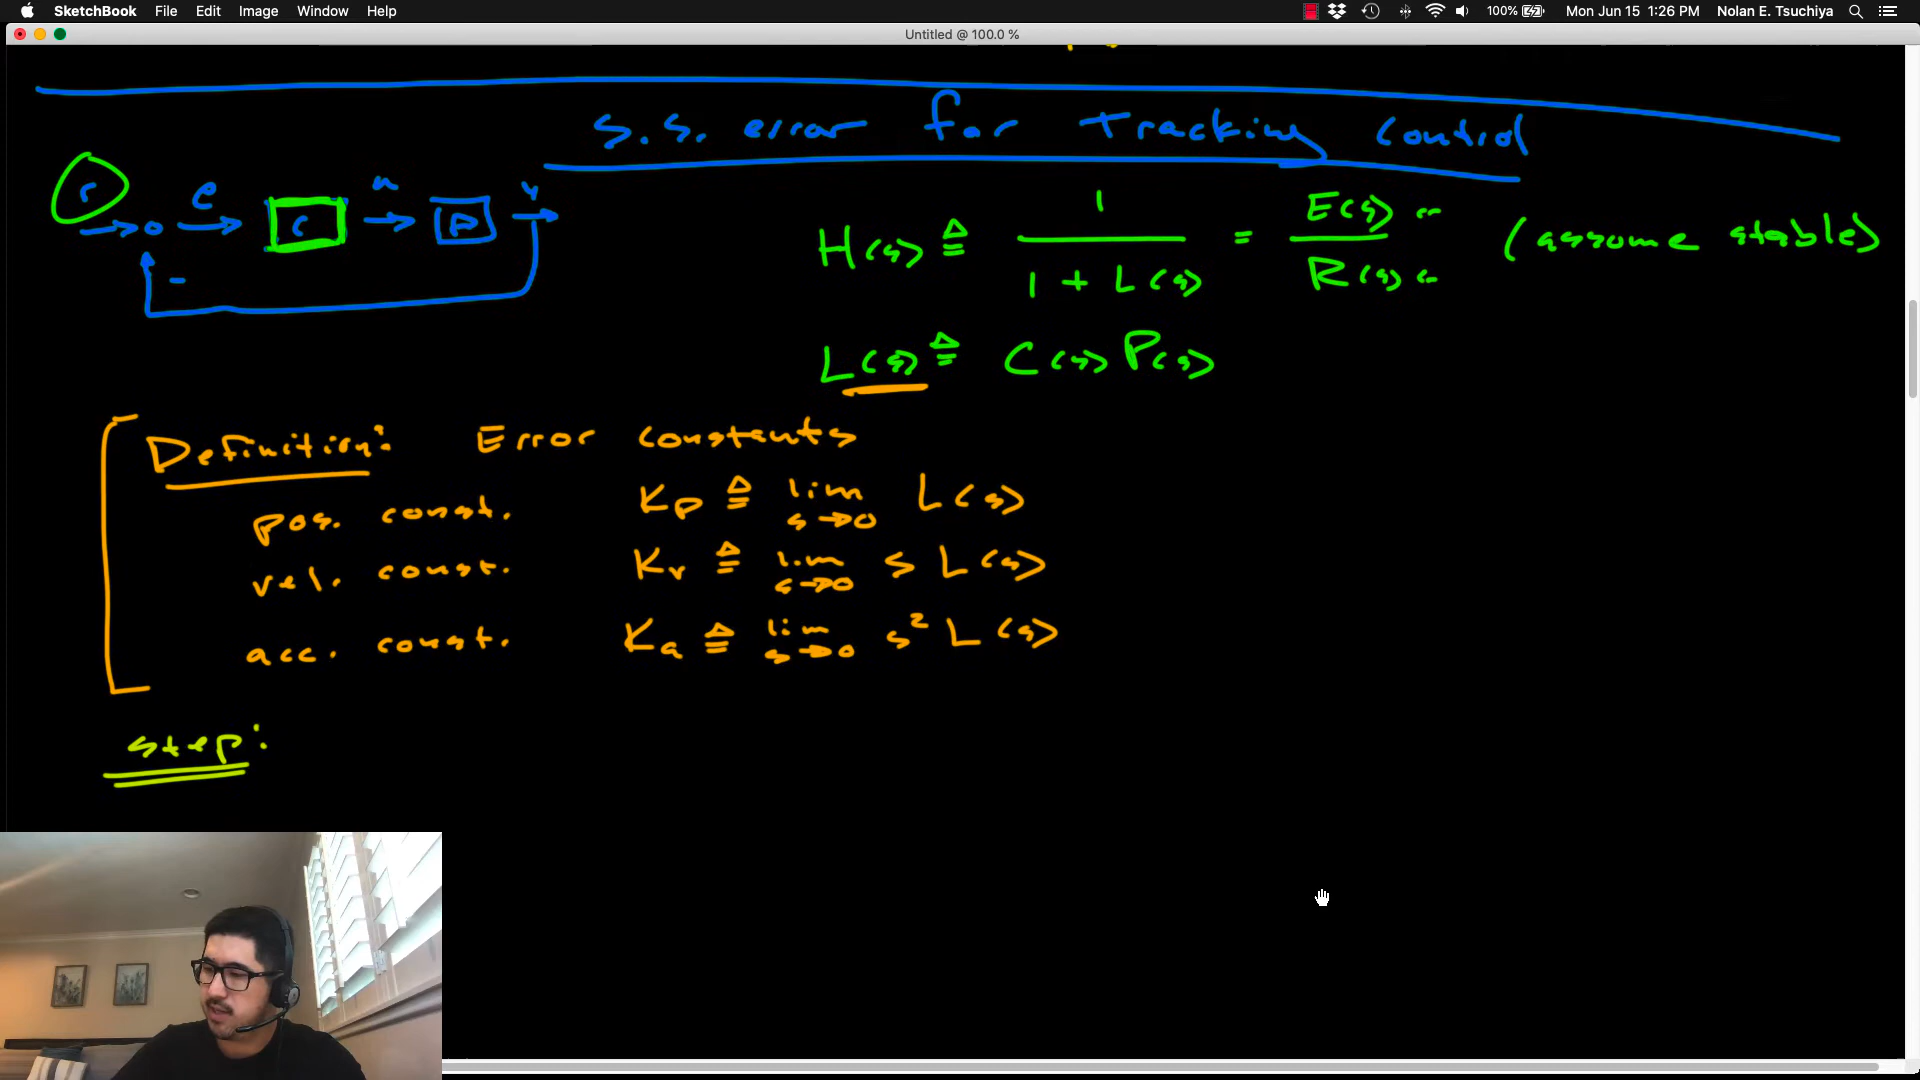 SketchBook File Edit Image Window Help 100% Mon Jun 15 1:26 PM Nolan E. Tsuchiya
Untitled @ 100.0 %
s.s. error for tracking control
r e C u P y
-
H(s) ≜ 1 / (1 + L(s)) = E(s) / R(s) (assume stable)
L(s) ≜ C(s) P(s)
Definition: Error constants
pos. const. Kp ≜ lim s→0 L(s)
vel. const. Kv ≜ lim s→0 s L(s)
acc. const. Ka ≜ lim s→0 s² L(s)
step: